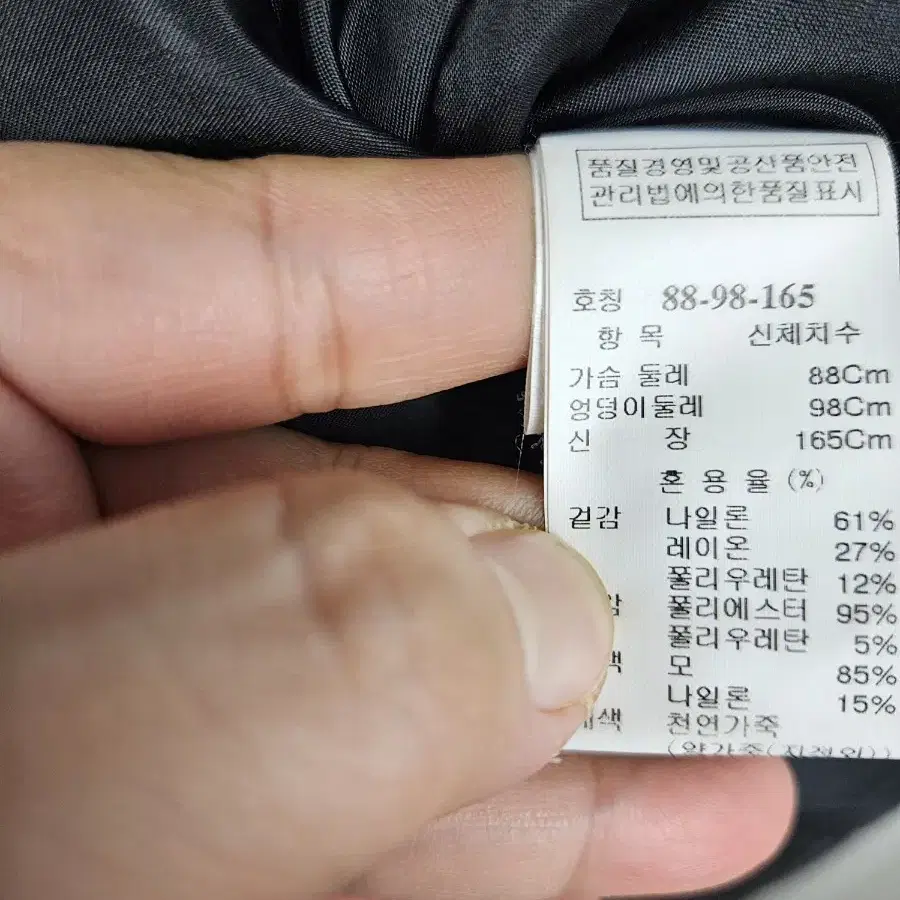 품질경영및공산품안전
관리법에의한품질표시
호칭 88-98-165
항 목 신체치수
가슴 둘레 88Cm
엉덩이둘레 98Cm
신 장 165Cm
혼 용 율 (%)
겉감 나일론 61%
레이온 27%
폴리우레탄 12%
폴리에스터 95%
폴리우레탄 5%
모 85%
나일론 15%
천연가죽